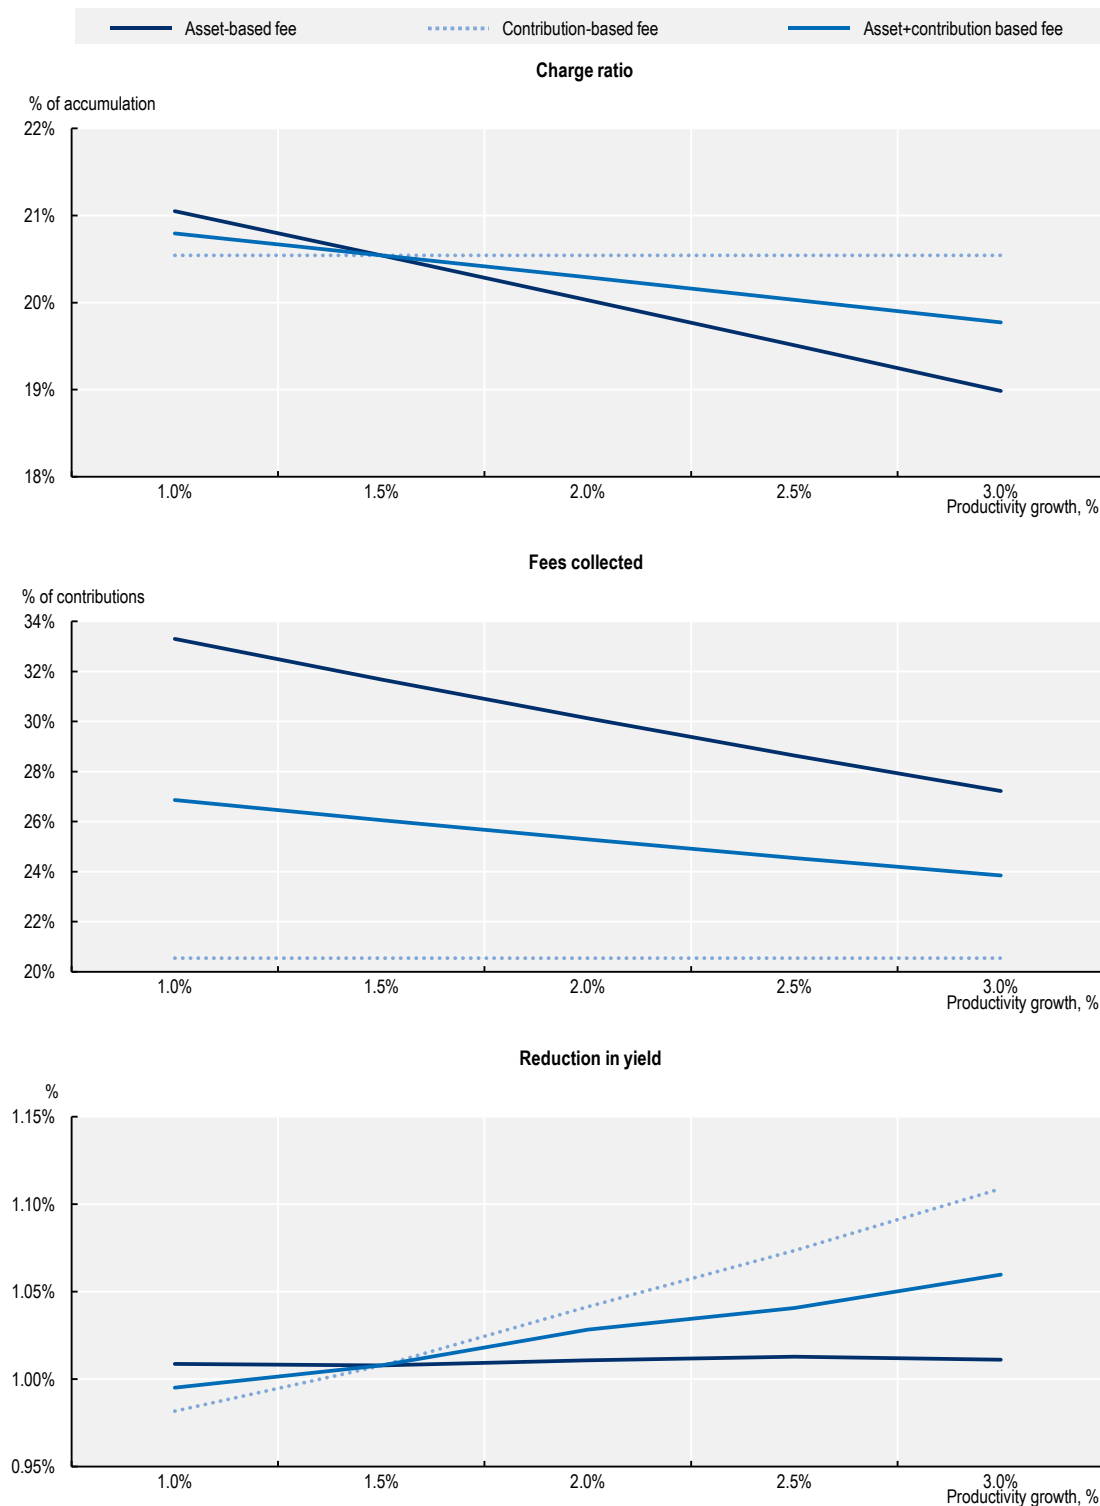 Asset-based fee Contribution-based fee Asset+contribution based fee
Charge ratio
% of accumulation
22%
21%
20%
19%
18%
1.0% 1.5% 2.0% 2.5% 3.0%
Productivity growth, %
Fees collected
% of contributions
34%
32%
30%
28%
26%
24%
22%
20%
1.0% 1.5% 2.0% 2.5% 3.0%
Productivity growth, %
Reduction in yield
%
1.15%
1.10%
1.05%
1.00%
0.95%
1.0% 1.5% 2.0% 2.5% 3.0%
Productivity growth, %